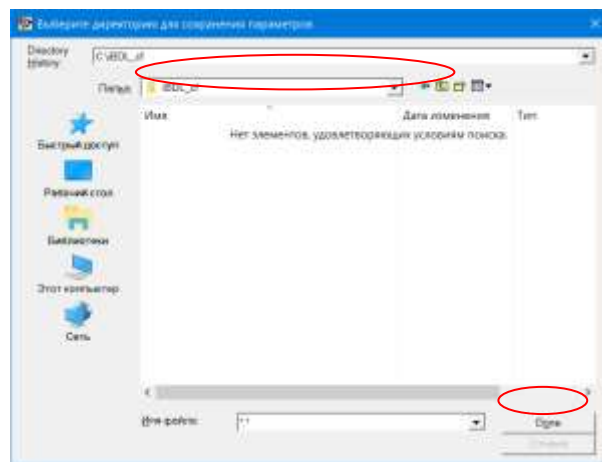 Выберите директорию для сохранения параметров
Directory
History
Папка:
Имя
Дата изменения
Тип
Нет элементов, удовлетворяющих условиям поиска.
Быстрый доступ
Рабочий стол
Библиотеки
Этот компьютер
Сеть
Имя файла:
*.*